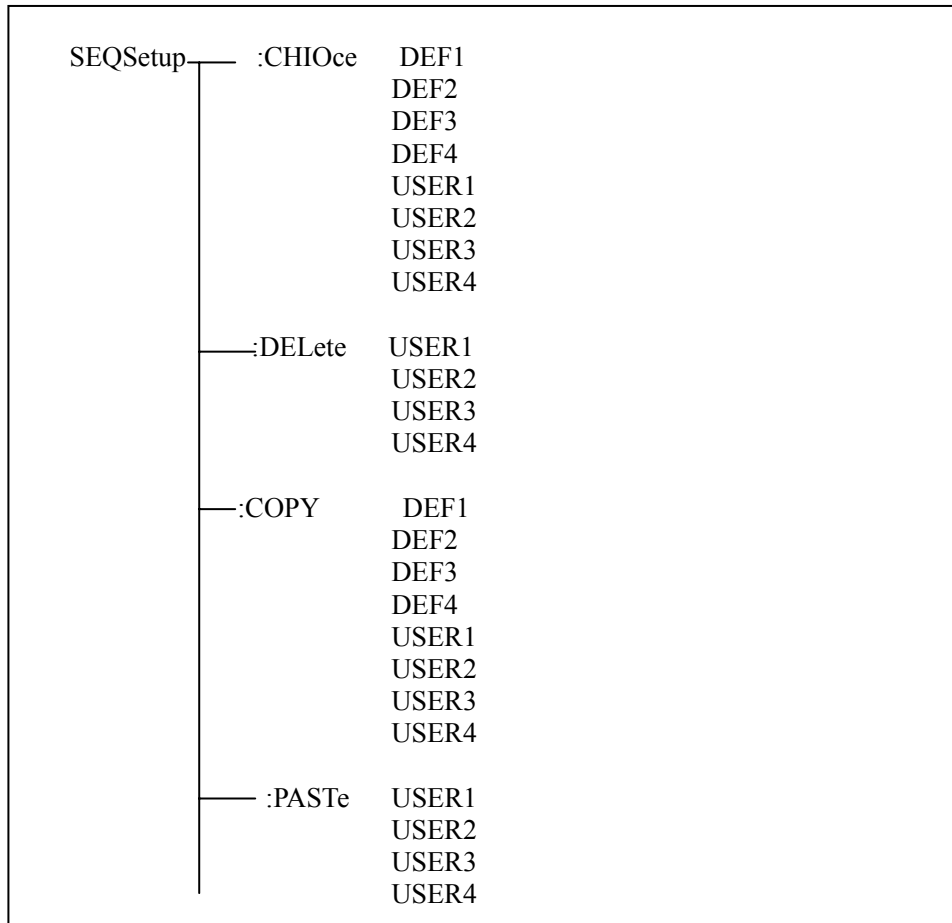 SEQSetup :CHIOce DEF1
DEF2
DEF3
DEF4
USER1
USER2
USER3
USER4
:DELete USER1
USER2
USER3
USER4
:COPY DEF1
DEF2
DEF3
DEF4
USER1
USER2
USER3
USER4
:PASTe USER1
USER2
USER3
USER4